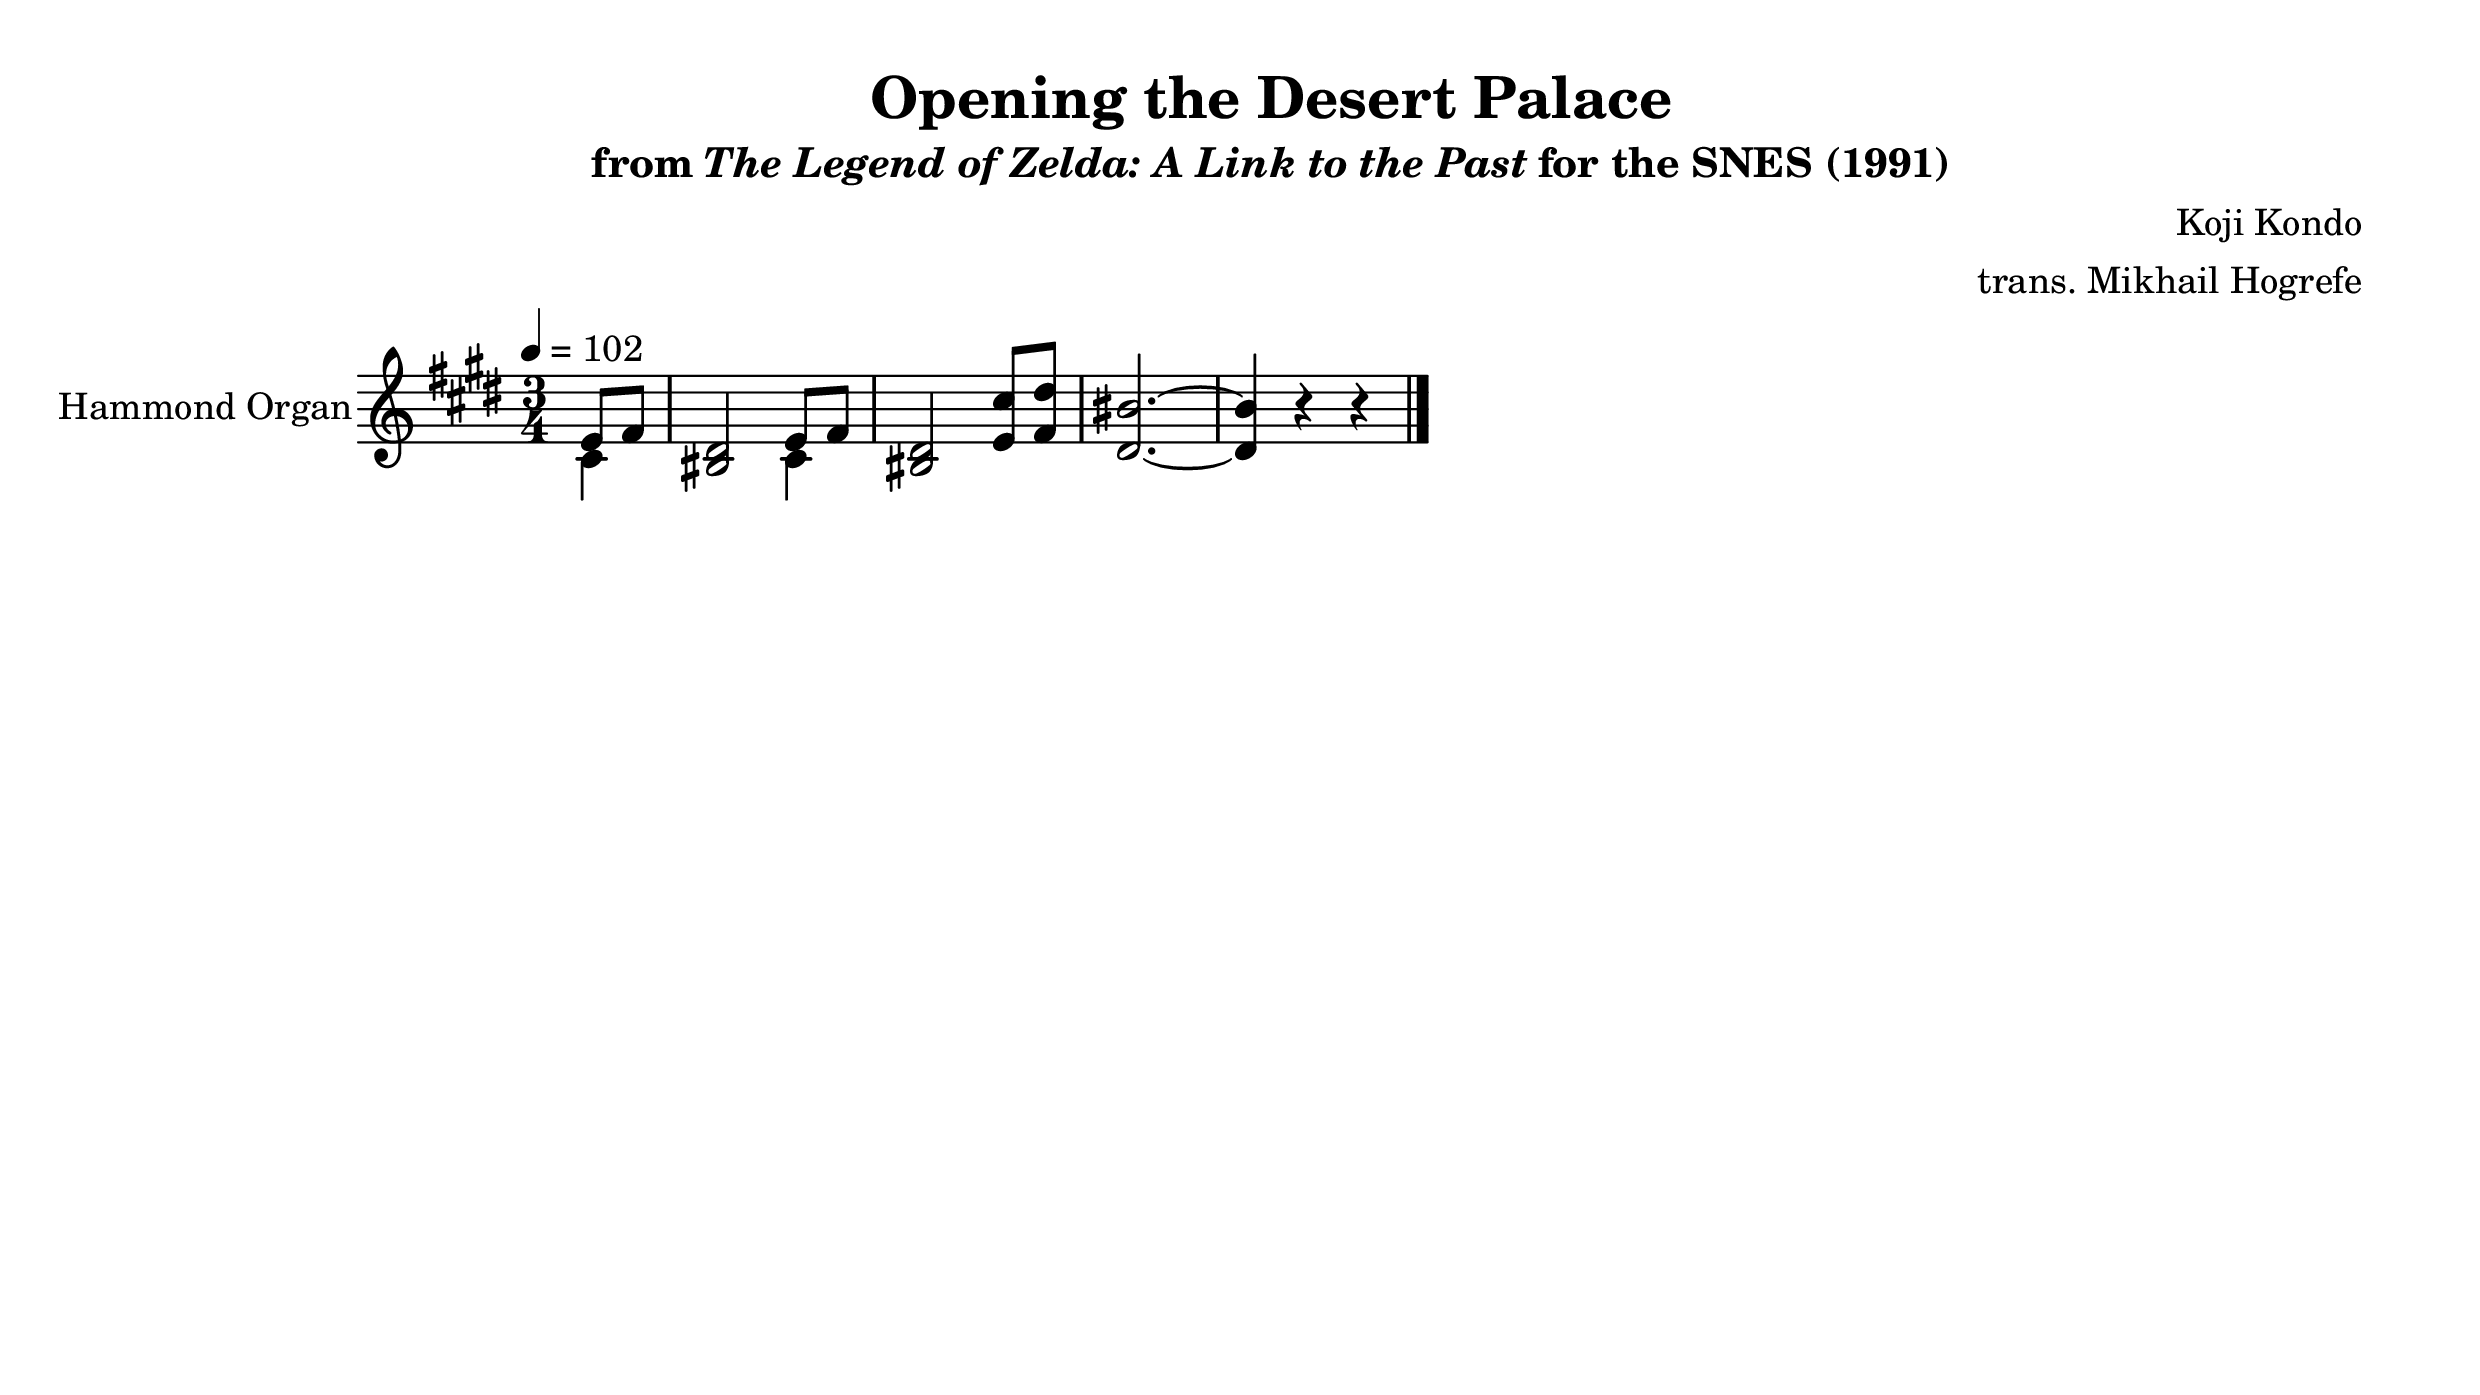 Opening the Desert Palace
from The Legend of Zelda: A Link to the Past for the SNES (1991)
Koji Kondo
trans. Mikhail Hogrefe
= 102
Hammond Organ
3
4